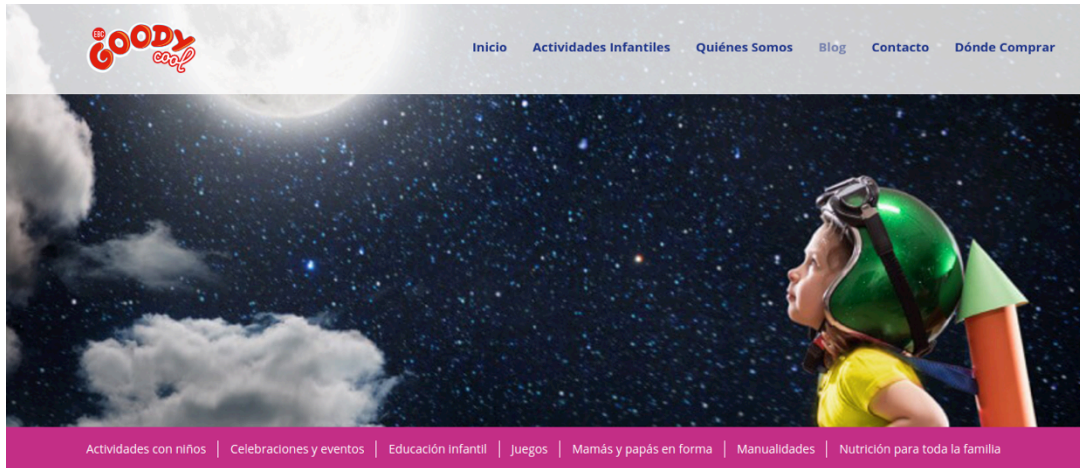 EBC
GOODY
cool
Inicio
Actividades Infantiles
Quiénes Somos
Blog
Contacto
Dónde Comprar
Actividades con niños
Celebraciones y eventos
Educación infantil
Juegos
Mamás y papás en forma
Manualidades
Nutrición para toda la familia